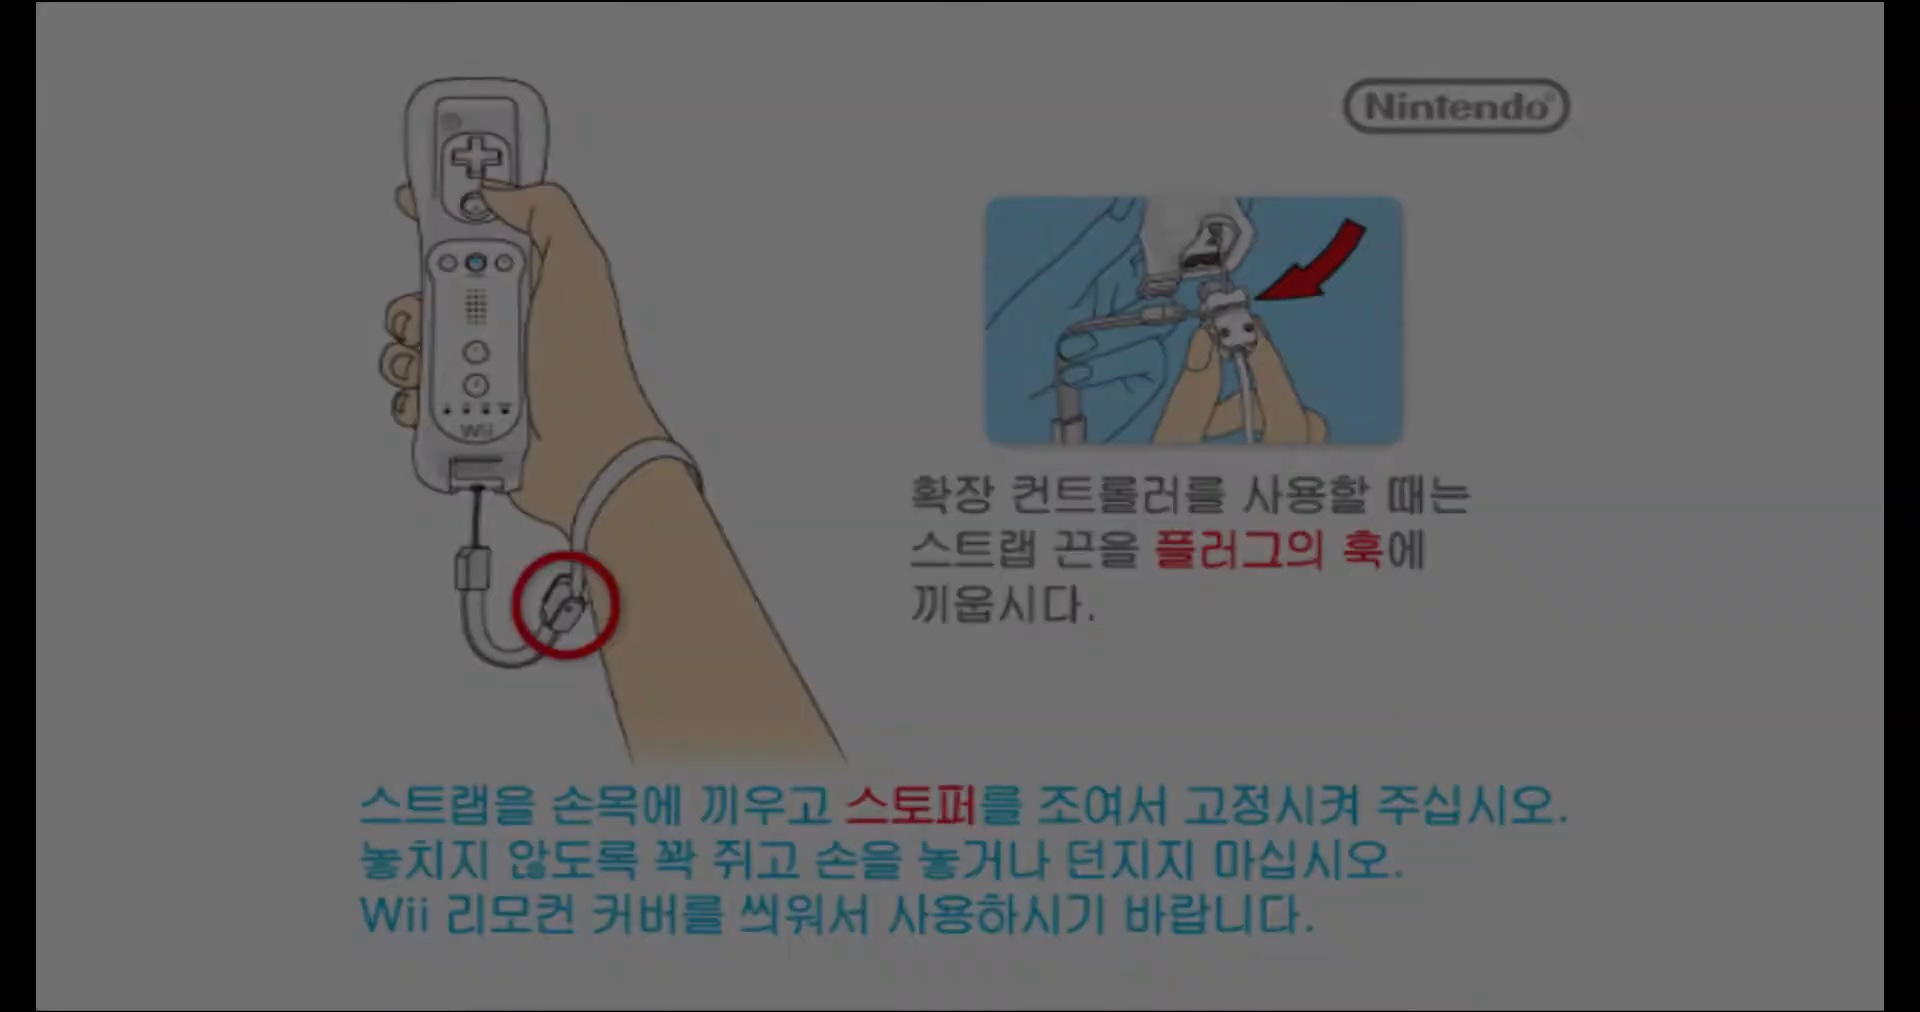 Nintendo®
Wii
확장 컨트롤러를 사용할 때는
스트랩 끈을 플러그의 훅에
끼웁시다.
스트랩을 손목에 끼우고 스토퍼를 조여서 고정시켜 주십시오.
놓치지 않도록 꽉 쥐고 손을 놓거나 던지지 마십시오.
Wii 리모컨 커버를 씌워서 사용하시기 바랍니다.